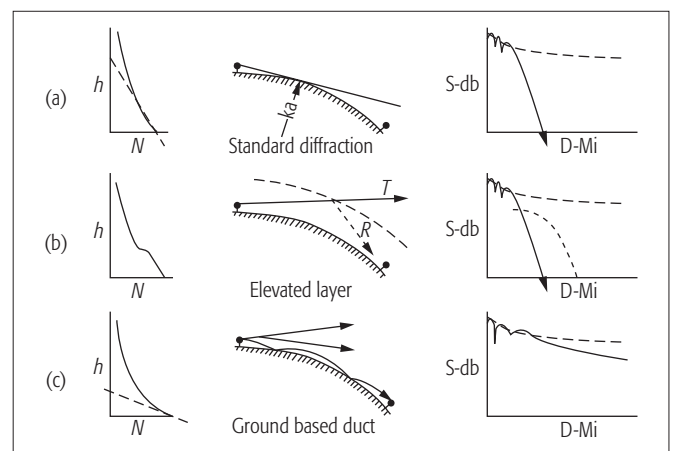 (a)
h
N
ka
Standard diffraction
S-db
D-Mi
(b)
h
N
T
R
Elevated layer
S-db
D-Mi
(c)
h
N
Ground based duct
S-db
D-Mi